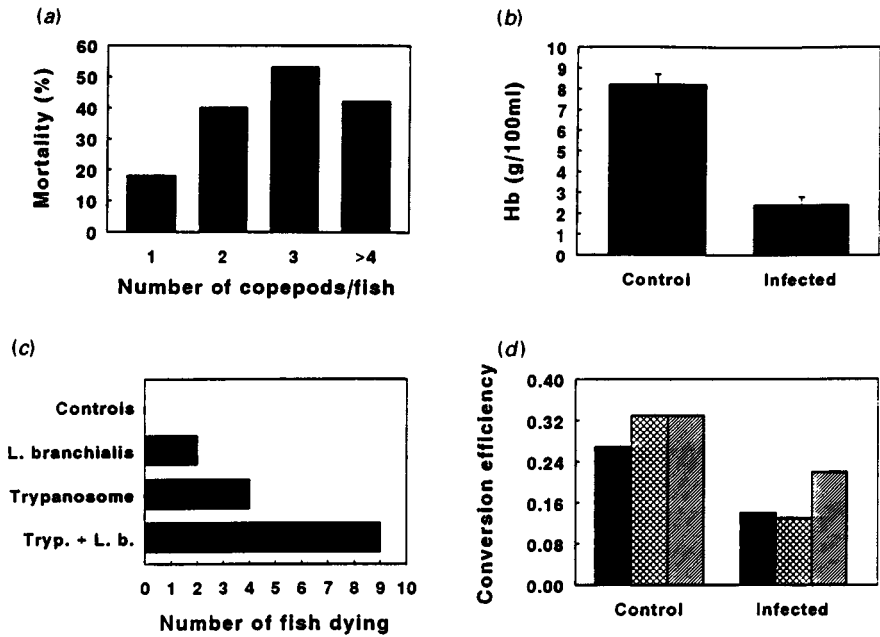 (a)
Mortality (%)
60
50
40
30
20
10
0
1 2 3 >4
Number of copepods/fish
(b)
Hb (g/100ml)
10
9
8
7
6
5
4
3
2
1
0
Control Infected
(c)
Controls
L. branchialis
Trypanosome
Tryp. + L. b.
0 1 2 3 4 5 6 7 8 9 10
Number of fish dying
(d)
Conversion efficiency
0.40
0.32
0.24
0.16
0.08
0.00
Control Infected